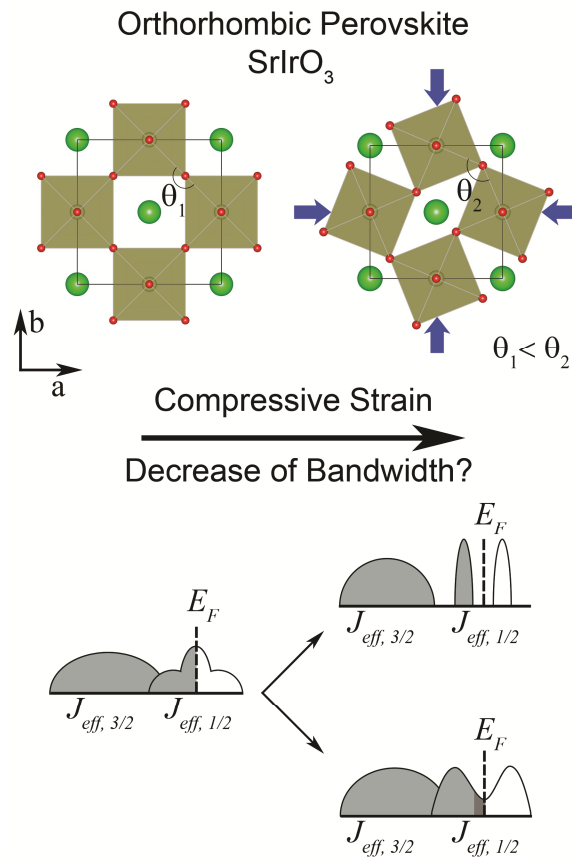 Orthorhombic Perovskite
SrIrO3
θ1
θ2
b
a
θ1 < θ2
Compressive Strain
Decrease of Bandwidth?
EF
Jeff, 3/2 Jeff, 1/2
EF
Jeff, 3/2 Jeff, 1/2
EF
Jeff, 3/2 Jeff, 1/2